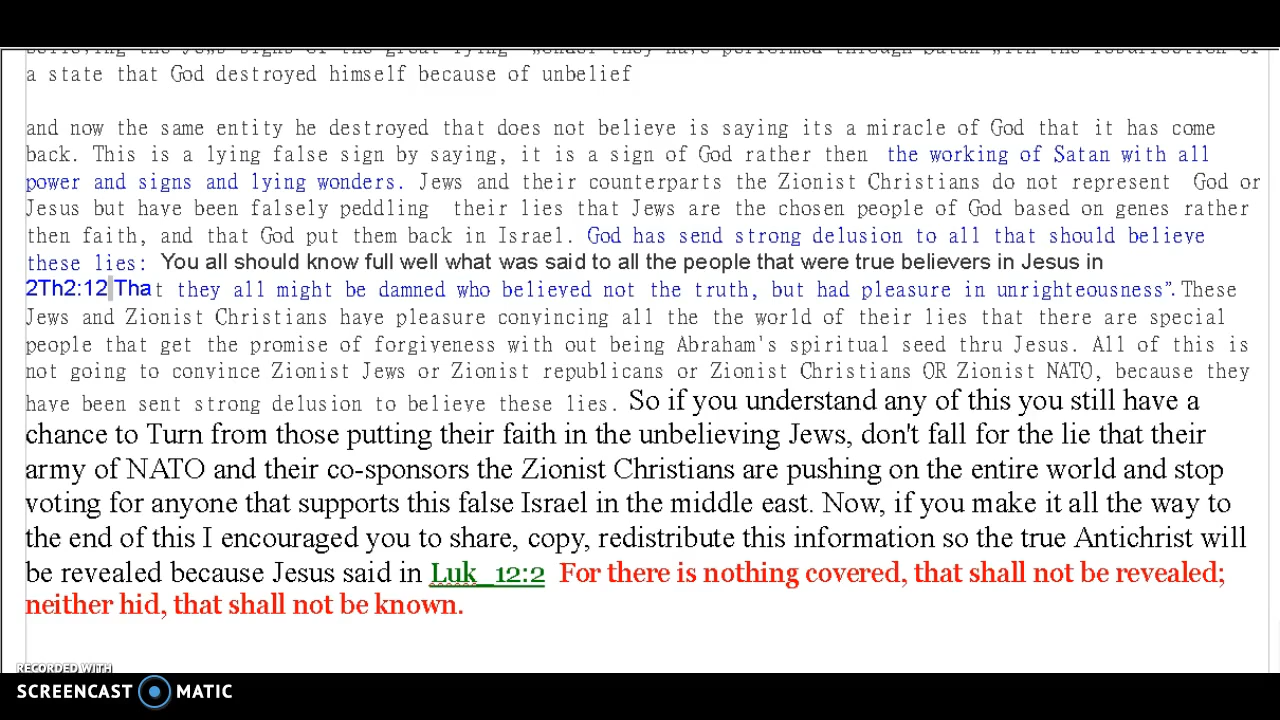 a state that God destroyed himself because of unbelief
and now the same entity he destroyed that does not believe is saying its a miracle of God that it has come
back. This is a lying false sign by saying, it is a sign of God rather then the working of Satan with all
power and signs and lying wonders. Jews and their counterparts the Zionist Christians do not represent God or
Jesus but have been falsely peddling their lies that Jews are the chosen people of God based on genes rather
then faith, and that God put them back in Israel. God has send strong delusion to all that should believe
these lies: You all should know full well what was said to all the people that were true believers in Jesus in
2Th2:12 That they all might be damned who believed not the truth, but had pleasure in unrighteousness”. These
Jews and Zionist Christians have pleasure convincing all the the world of their lies that there are special
people that get the promise of forgiveness with out being Abraham's spiritual seed thru Jesus. All of this is
not going to convince Zionist Jews or Zionist republicans or Zionist Christians OR Zionist NATO, because they
have been sent strong delusion to believe these lies. So if you understand any of this you still have a
chance to Turn from those putting their faith in the unbelieving Jews, don't fall for the lie that their
army of NATO and their co-sponsors the Zionist Christians are pushing on the entire world and stop
voting for anyone that supports this false Israel in the middle east. Now, if you make it all the way to
the end of this I encouraged you to share, copy, redistribute this information so the true Antichrist will
be revealed because Jesus said in Luk_12:2 For there is nothing covered, that shall not be revealed;
neither hid, that shall not be known.
RECORDED WITH
SCREENCAST MATIC